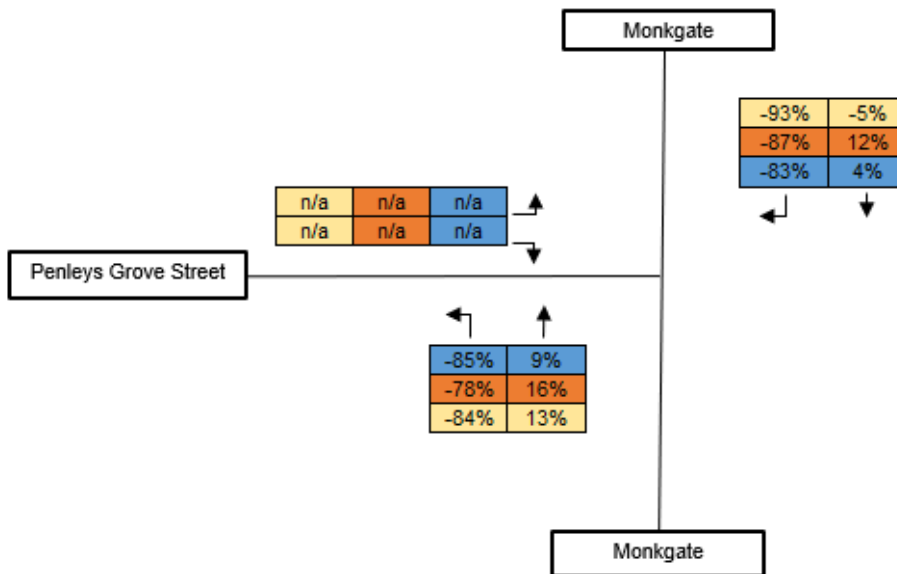 Monkgate
-93% -5%
-87% 12%
-83% 4%
n/a n/a n/a
n/a n/a n/a
Penleys Grove Street
-85% 9%
-78% 16%
-84% 13%
Monkgate